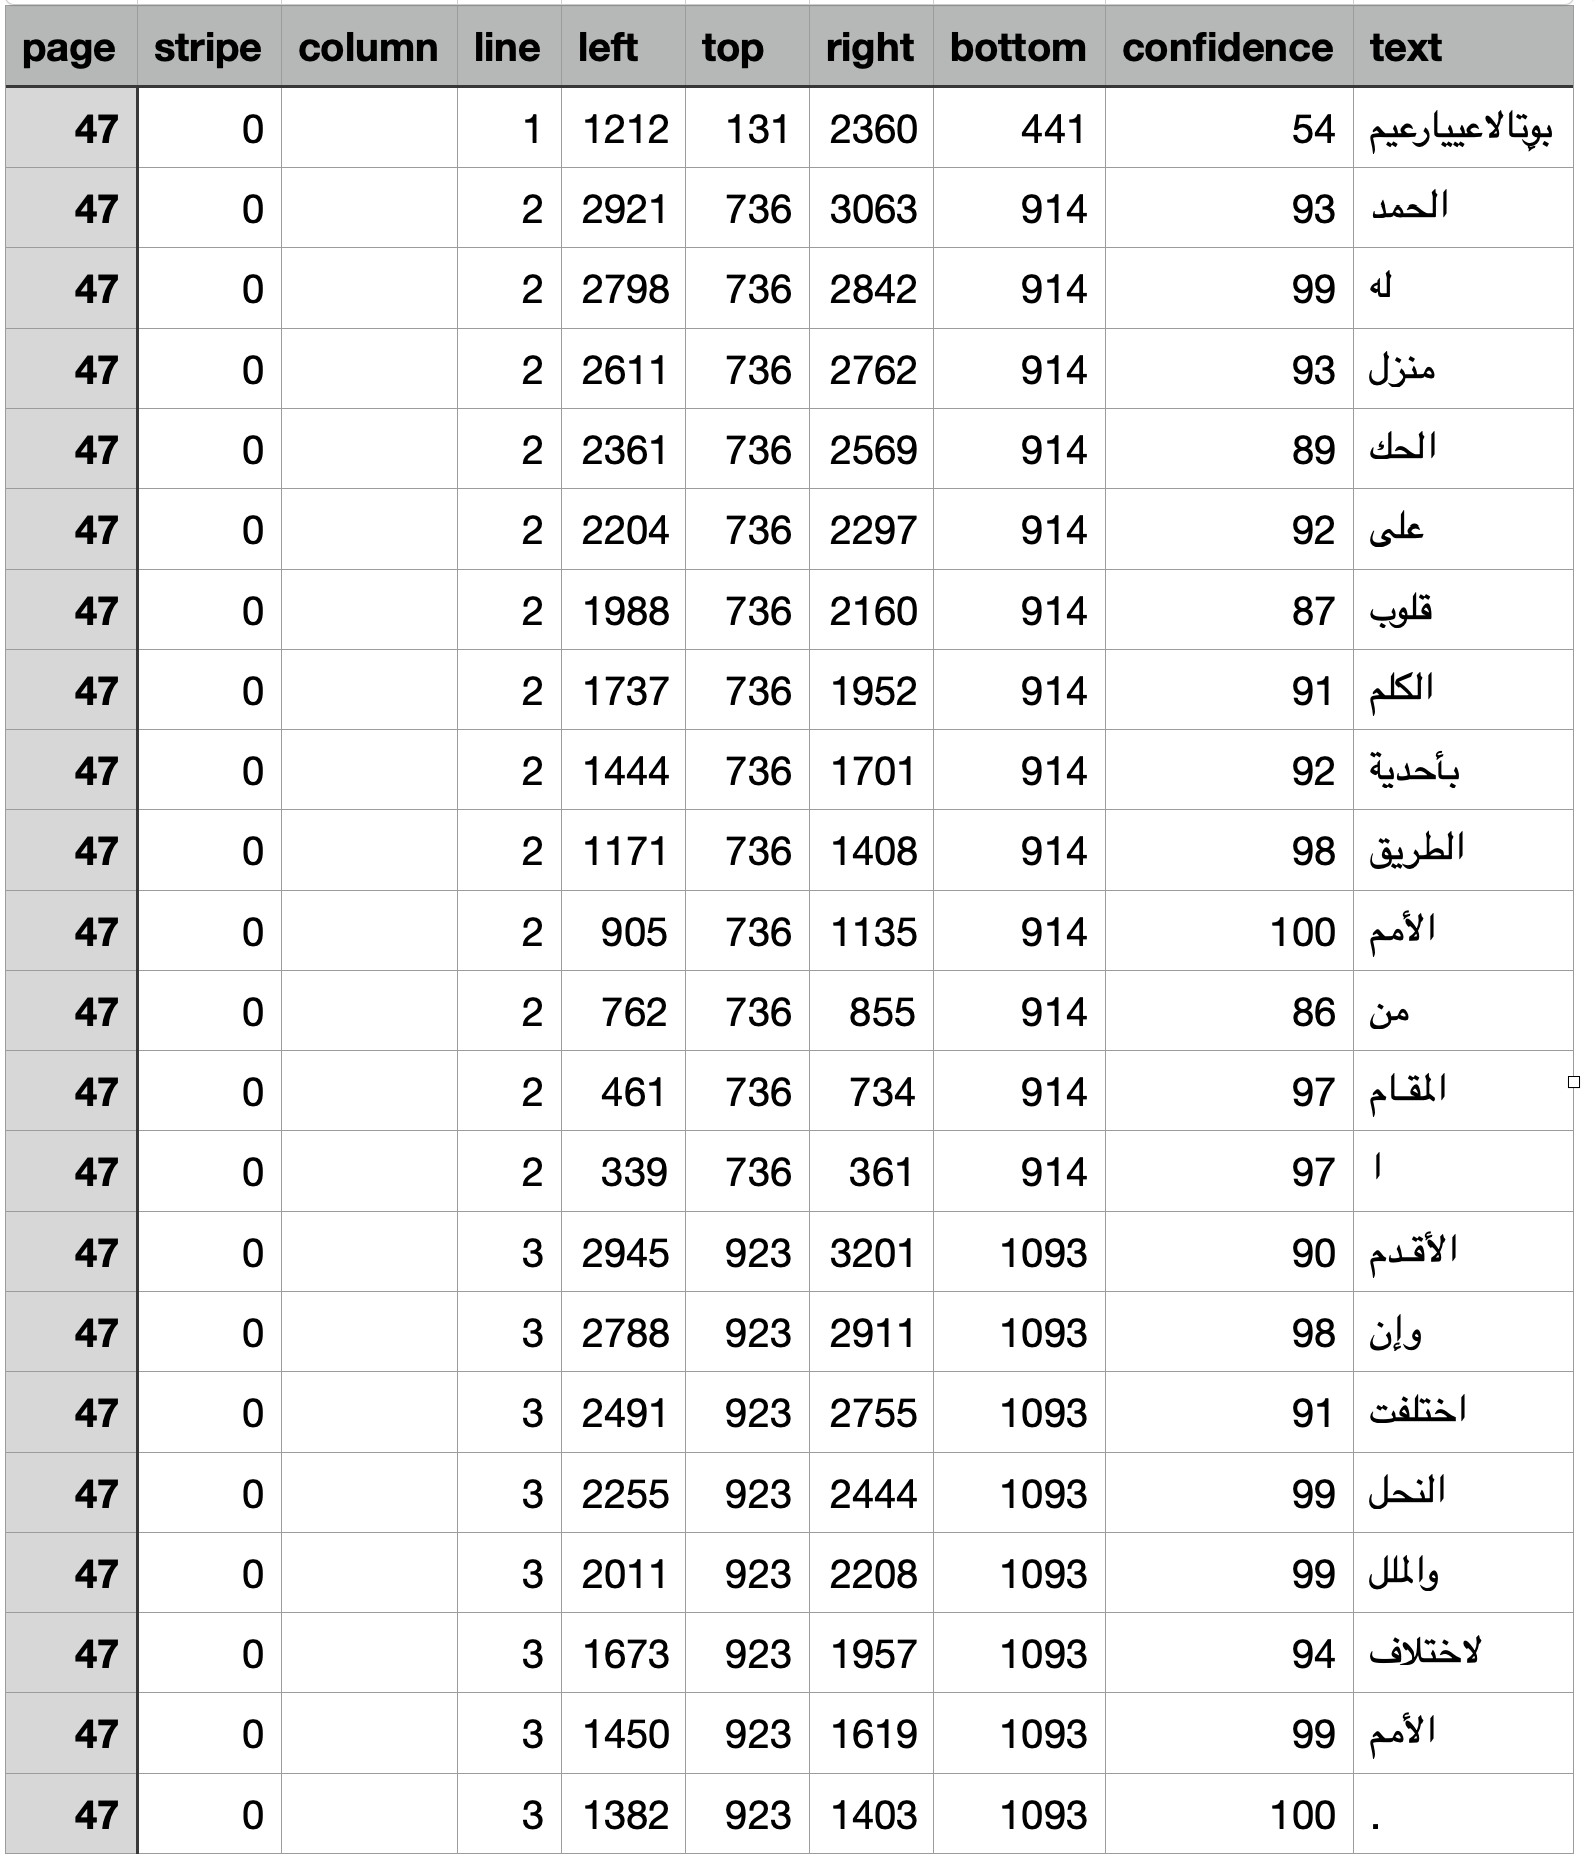 page stripe column line left top right bottom confidence text
47 0 1 1212 131 2360 441 54 بوٕتالاعييارعيم
47 0 2 2921 736 3063 914 93 الحمد
47 0 2 2798 736 2842 914 99 له
47 0 2 2611 736 2762 914 93 منزل
47 0 2 2361 736 2569 914 89 الحك
47 0 2 2204 736 2297 914 92 على
47 0 2 1988 736 2160 914 87 قلوب
47 0 2 1737 736 1952 914 91 الكلم
47 0 2 1444 736 1701 914 92 بأحدية
47 0 2 1171 736 1408 914 98 الطريق
47 0 2 905 736 1135 914 100 الأمم
47 0 2 762 736 855 914 86 من
47 0 2 461 736 734 914 97 المقام
47 0 2 339 736 361 914 97 ا
47 0 3 2945 923 3201 1093 90 الأقدم
47 0 3 2788 923 2911 1093 98 وإن
47 0 3 2491 923 2755 1093 91 اختلفت
47 0 3 2255 923 2444 1093 99 النحل
47 0 3 2011 923 2208 1093 99 والملل
47 0 3 1673 923 1957 1093 94 لاختلاف
47 0 3 1450 923 1619 1093 99 الأمم
47 0 3 1382 923 1403 1093 100 .